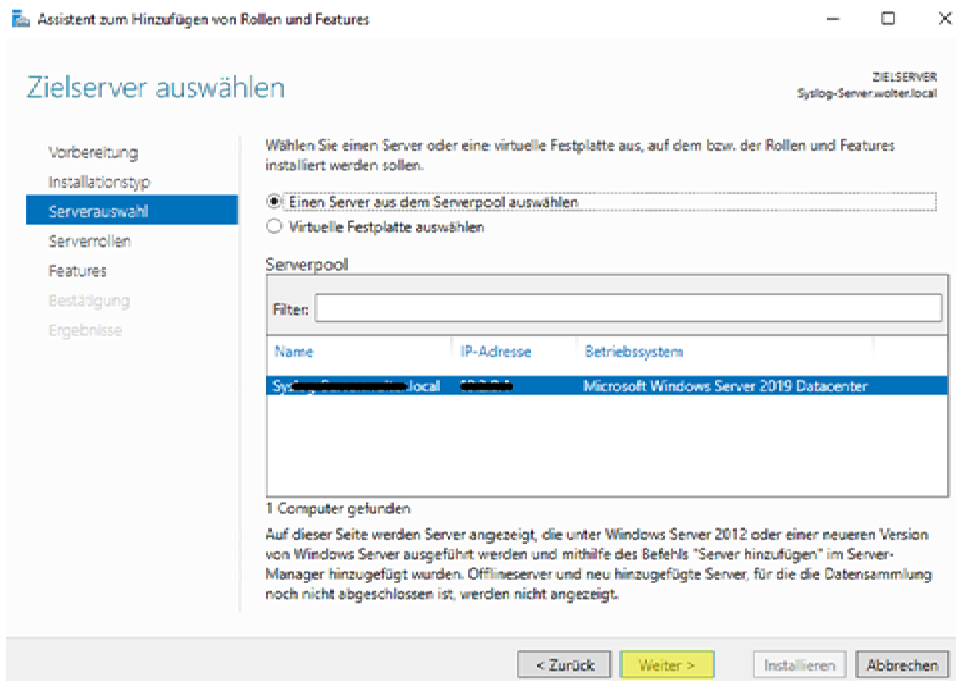 Assistent zum Hinzufügen von Rollen und Features
Zielserver auswählen
ZIELSERVER
Syslog-Server.wolter.local
Vorbereitung
Installationstyp
Serverauswahl
Serverrollen
Features
Bestätigung
Ergebnisse
Wählen Sie einen Server oder eine virtuelle Festplatte aus, auf dem bzw. der Rollen und Features
installiert werden sollen.
Einen Server aus dem Serverpool auswählen
Virtuelle Festplatte auswählen
Serverpool
Filter:
Name IP-Adresse Betriebssystem
Sys .local Microsoft Windows Server 2019 Datacenter
1 Computer gefunden
Auf dieser Seite werden Server angezeigt, die unter Windows Server 2012 oder einer neueren Version
von Windows Server ausgeführt werden und mithilfe des Befehls "Server hinzufügen" im Server-
Manager hinzugefügt wurden. Offlineserver und neu hinzugefügte Server, für die die Datensammlung
noch nicht abgeschlossen ist, werden nicht angezeigt.
< Zurück Weiter > Installieren Abbrechen